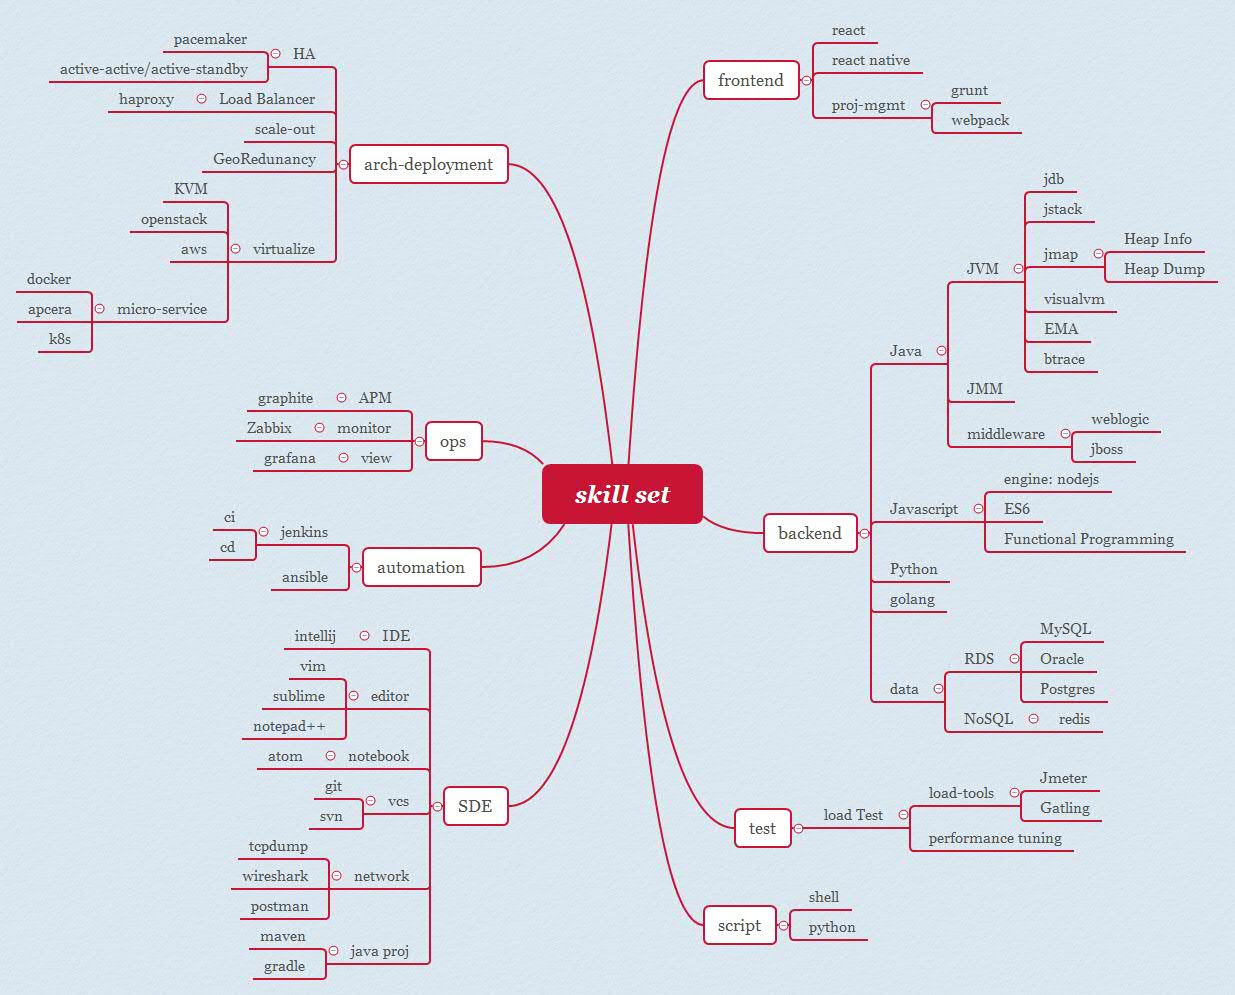 skill set
frontend
react
react native
proj-mgmt
grunt
webpack
backend
Java
JVM
jdb
jstack
jmap
Heap Info
Heap Dump
visualvm
EMA
btrace
JMM
middleware
weblogic
jboss
Javascript
engine: nodejs
ES6
Functional Programming
Python
golang
data
RDS
MySQL
Oracle
Postgres
NoSQL
redis
test
load Test
load-tools
Jmeter
Gatling
performance tuning
script
shell
python
arch-deployment
HA
pacemaker
active-active/active-standby
Load Balancer
haproxy
scale-out
GeoRedunancy
virtualize
KVM
openstack
aws
micro-service
docker
apcera
k8s
ops
APM
graphite
monitor
Zabbix
view
grafana
automation
jenkins
ci
cd
ansible
SDE
IDE
intellij
editor
vim
sublime
notepad++
notebook
atom
vcs
git
svn
network
tcpdump
wireshark
postman
java proj
maven
gradle